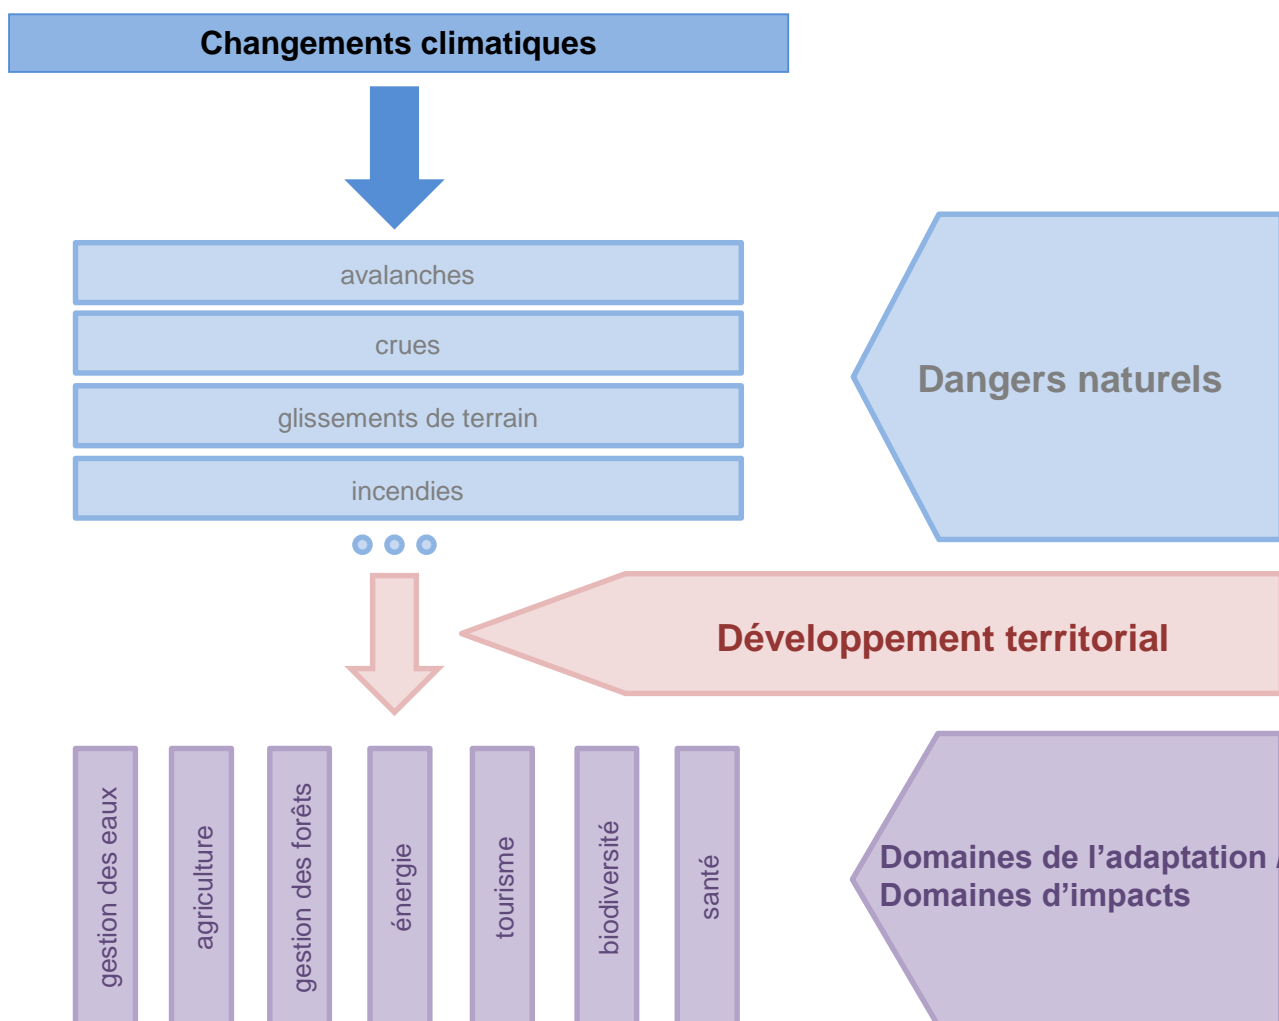 Changements climatiques
avalanches
crues
Dangers naturels
glissements de terrain
incendies
Développement territorial
gestion des eaux
agriculture
gestion des forêts
énergie
tourisme
biodiversité
santé
Domaines de l’adaptation /
Domaines d’impacts